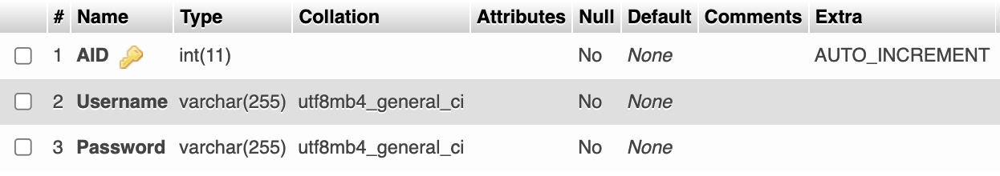 # Name Type Collation Attributes Null Default Comments Extra
1 AID int(11) No None AUTO_INCREMENT
2 Username varchar(255) utf8mb4_general_ci No None
3 Password varchar(255) utf8mb4_general_ci No None